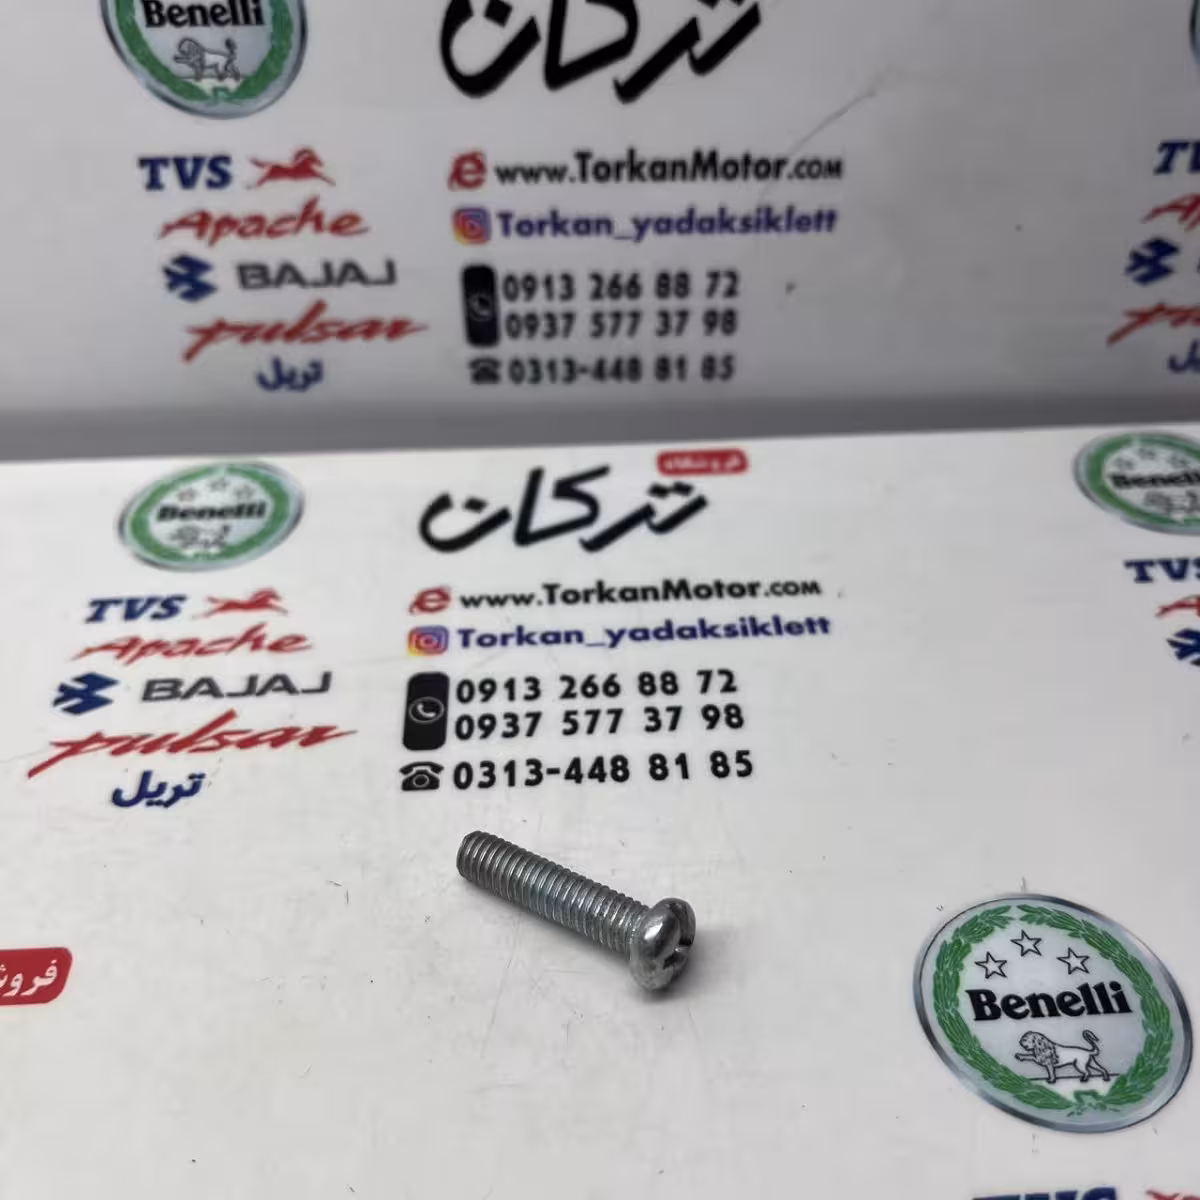 Benelli
ترکان
TVS
Apache
BAJAJ
pulsar
تریل
www.TorkanMotor.com
Torkan_yadaksiklett
0913 266 88 72
0937 577 37 98
0313-448 81 85
Benelli
فروشگاه
ترکان
Benelli
TVS
Apache
BAJAJ
pulsar
تریل
www.TorkanMotor.com
Torkan_yadaksiklett
0913 266 88 72
0937 577 37 98
0313-448 81 85
Benelli